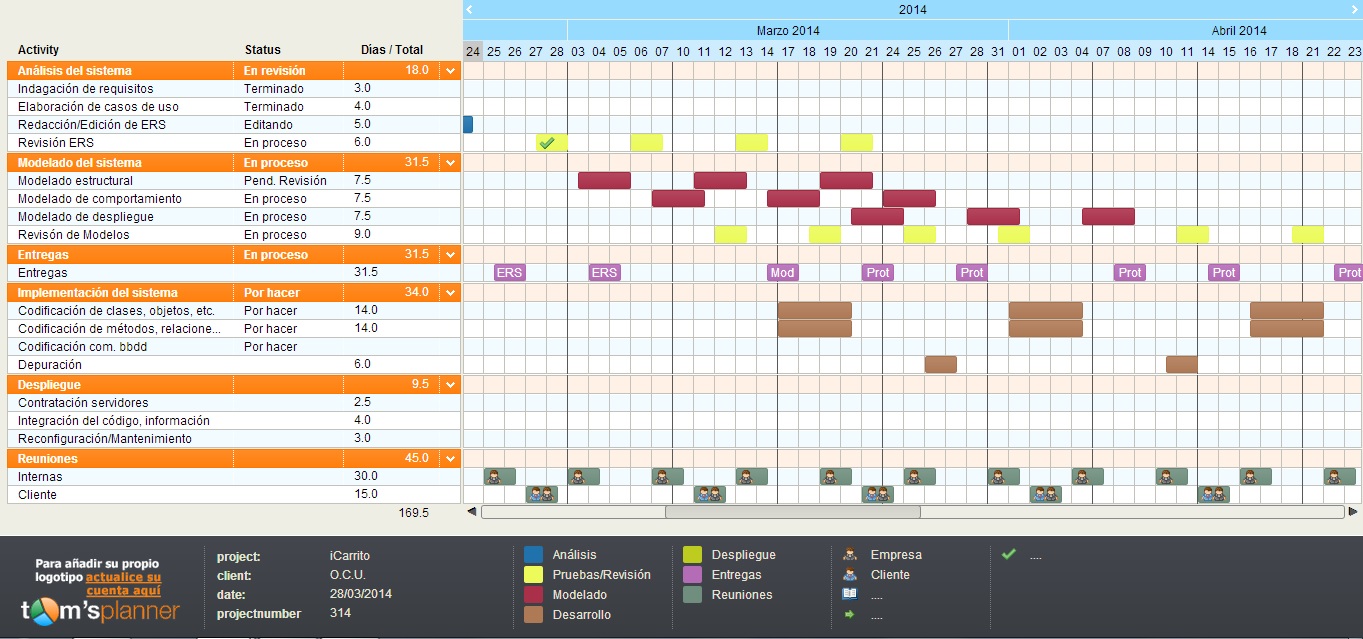 2014
Marzo 2014 Abril 2014
Activity Status Días / Total 24 25 26 27 28 03 04 05 06 07 10 11 12 13 14 17 18 19 20 21 24 25 26 27 28 31 01 02 03 04 07 08 09 10 11 14 15 16 17 18 21 22 23
Análisis del sistema En revisión 18.0
Indagación de requisitos Terminado 3.0
Elaboración de casos de uso Terminado 4.0
Redacción/Edición de ERS Editando 5.0
Revisión ERS En proceso 6.0
Modelado del sistema En proceso 31.5
Modelado estructural Pend. Revisión 7.5
Modelado de comportamiento En proceso 7.5
Modelado de despliegue En proceso 7.5
Revisón de Modelos En proceso 9.0
Entregas En proceso 31.5
Entregas 31.5 ERS ERS Mod Prot Prot Prot Prot Prot
Implementación del sistema Por hacer 34.0
Codificación de clases, objetos, etc. Por hacer 14.0
Codificación de métodos, relacione... Por hacer 14.0
Codificación com. bbdd Por hacer
Depuración 6.0
Despliegue 9.5
Contratación servidores 2.5
Integración del código, información 4.0
Reconfiguración/Mantenimiento 3.0
Reuniones 45.0
Internas 30.0
Cliente 15.0
169.5
Para añadir su propio
logotipo actualice su
cuenta aquí
tom'splanner
project: iCarrito
client: O.C.U.
date: 28/03/2014
projectnumber 314
Análisis
Pruebas/Revisión
Modelado
Desarrollo
Despliegue
Entregas
Reuniones
Empresa
Cliente
....
....
....